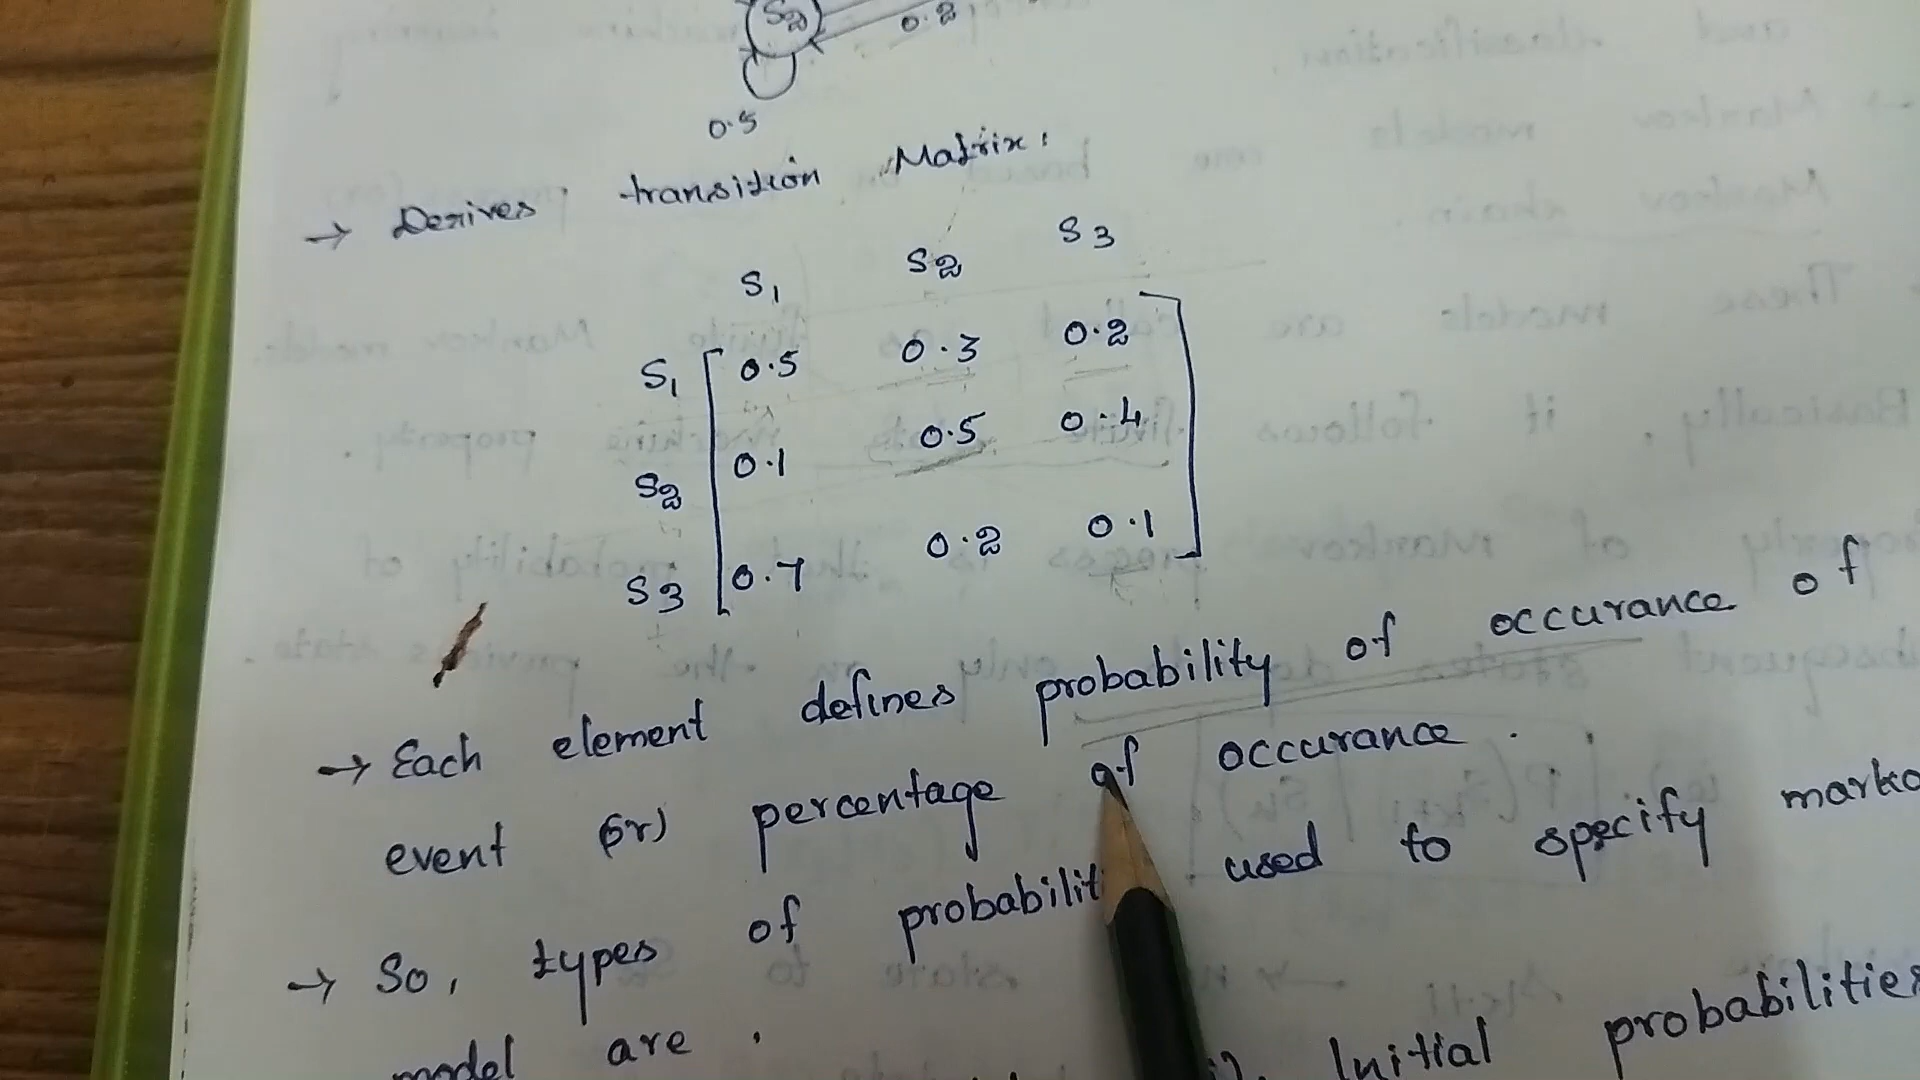 S2
0.2
0.5
→ Derives transition Matrix:
S1 S2 S3
S1 0.5 0.3 0.2
S2 0.1 0.5 0.4
S3 0.7 0.2 0.1
→ Each element defines probability of occurance of
event (or) percentage of occurance.
→ So, types of probabilit used to specify marko
model are.
Initial probabilities